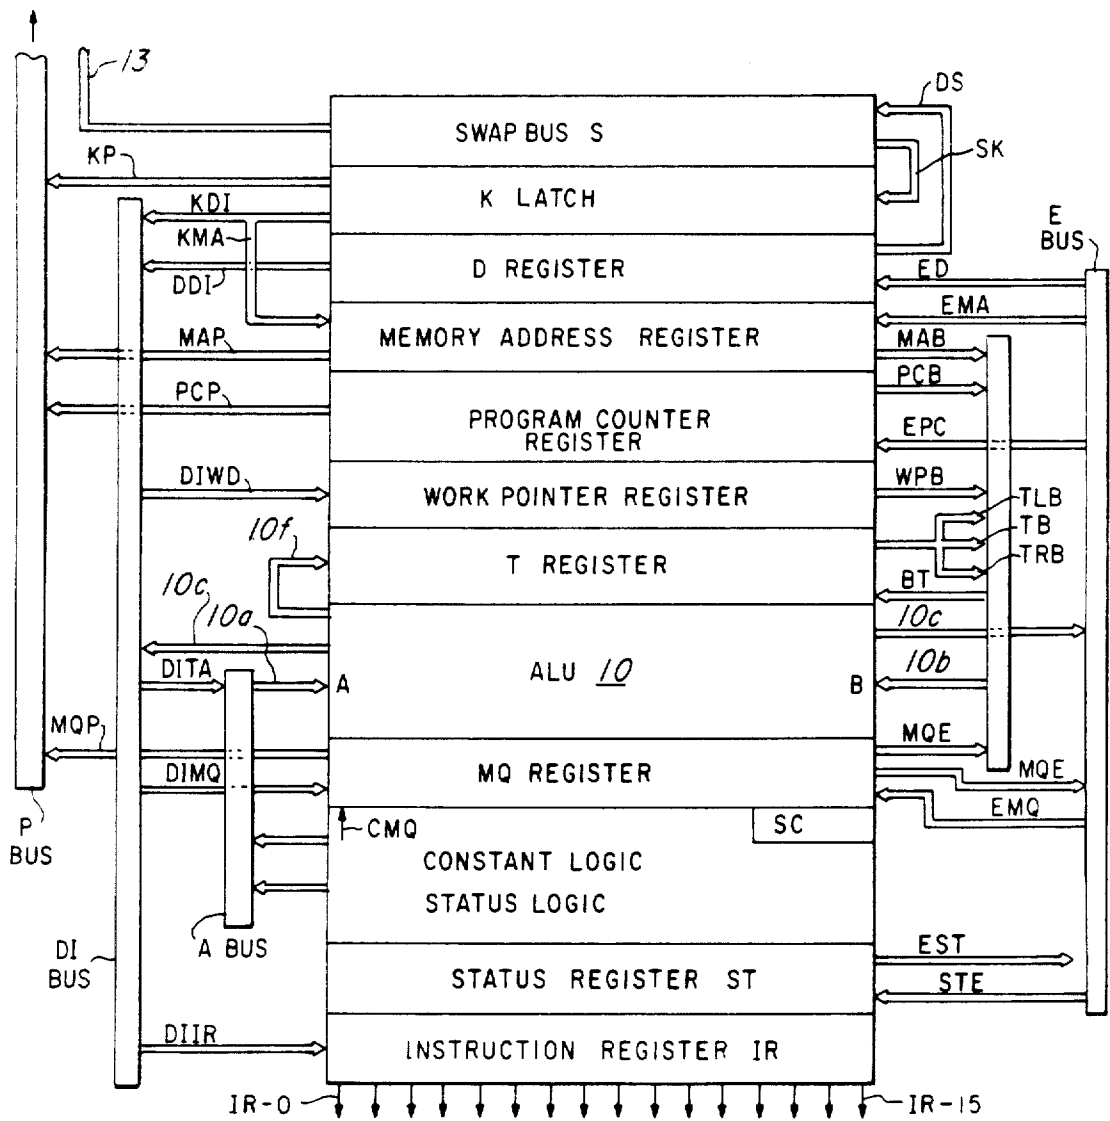 13
DS
SWAP BUS S
KP
SK
K LATCH
KDI
E
BUS
KMA
D REGISTER
ED
DDI
EMA
MAP
MEMORY ADDRESS REGISTER
MAB
PCP
PCB
PROGRAM COUNTER
REGISTER
EPC
DIWD
WORK POINTER REGISTER
WPB
TLB
10f
TB
T REGISTER
TRB
BT
10c
10a
10c
DITA
A
ALU 10
B
10b
MQP
MQE
DIMQ
MQ REGISTER
MQE
P
BUS
CMQ
SC
EMQ
CONSTANT LOGIC
STATUS LOGIC
DI
BUS
A BUS
EST
STATUS REGISTER ST
STE
DIIR
INSTRUCTION REGISTER IR
IR-0
IR-15